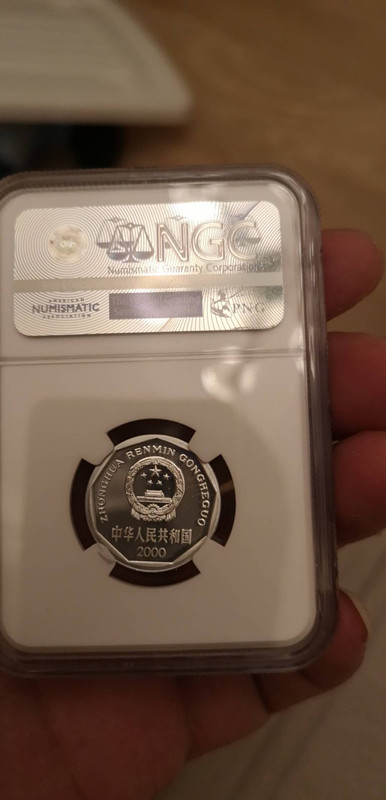 NGC
Numismatic Guaranty Corporation
AMERICAN
NUMISMATIC
ASSOCIATION
PNG
ZHONGHUA RENMIN GONGHEGUO
中华人民共和国
2000